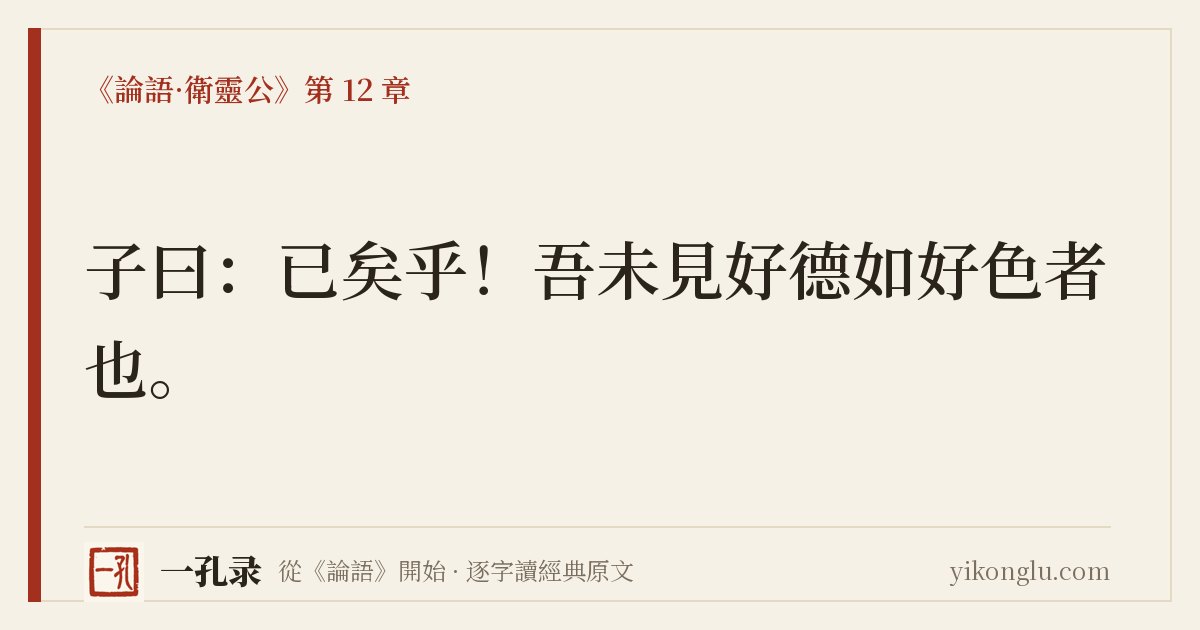 《論語·衛靈公》第 12 章
子曰：已矣乎！吾未見好德如好色者
也。
一孔
一孔录 從《論語》開始 · 逐字讀經典原文
yikonglu.com